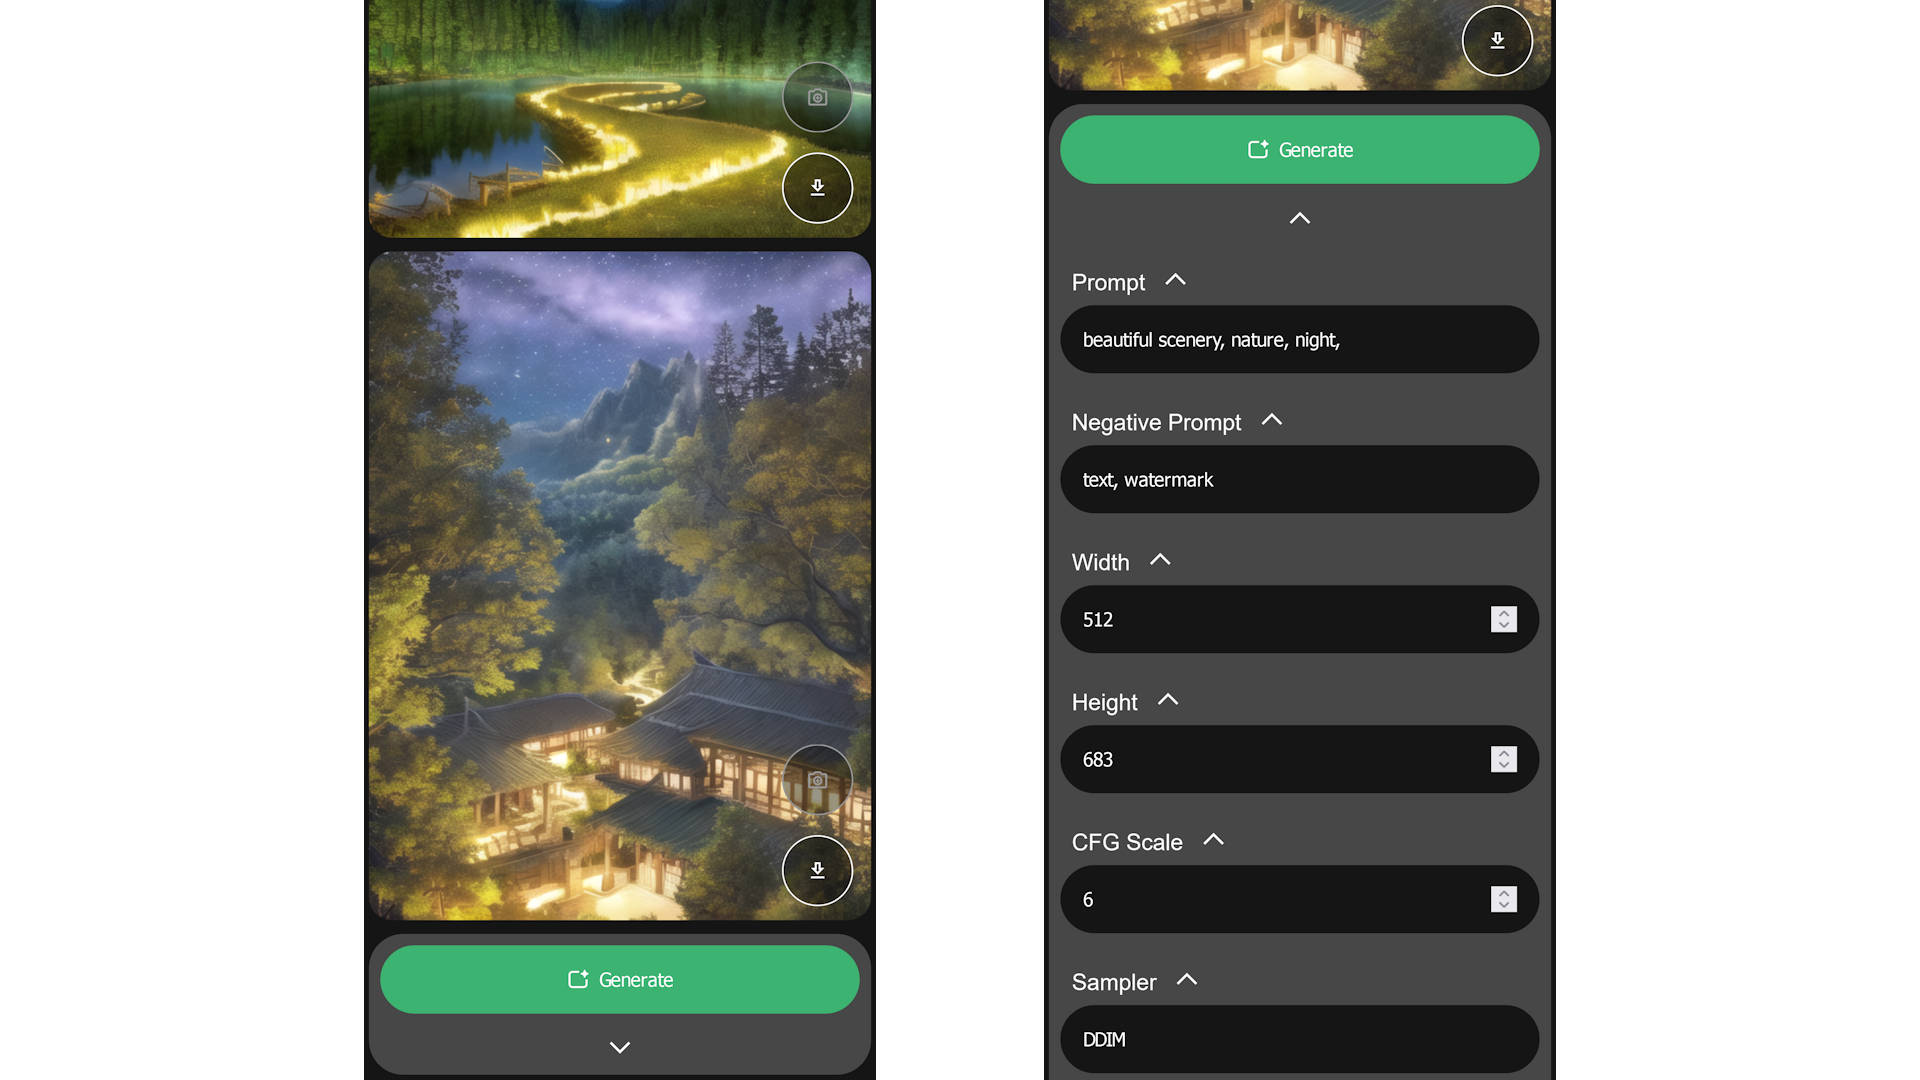 Generate
Generate
Prompt
beautiful scenery, nature, night,
Negative Prompt
text, watermark
Width
512
Height
683
CFG Scale
6
Sampler
DDIM